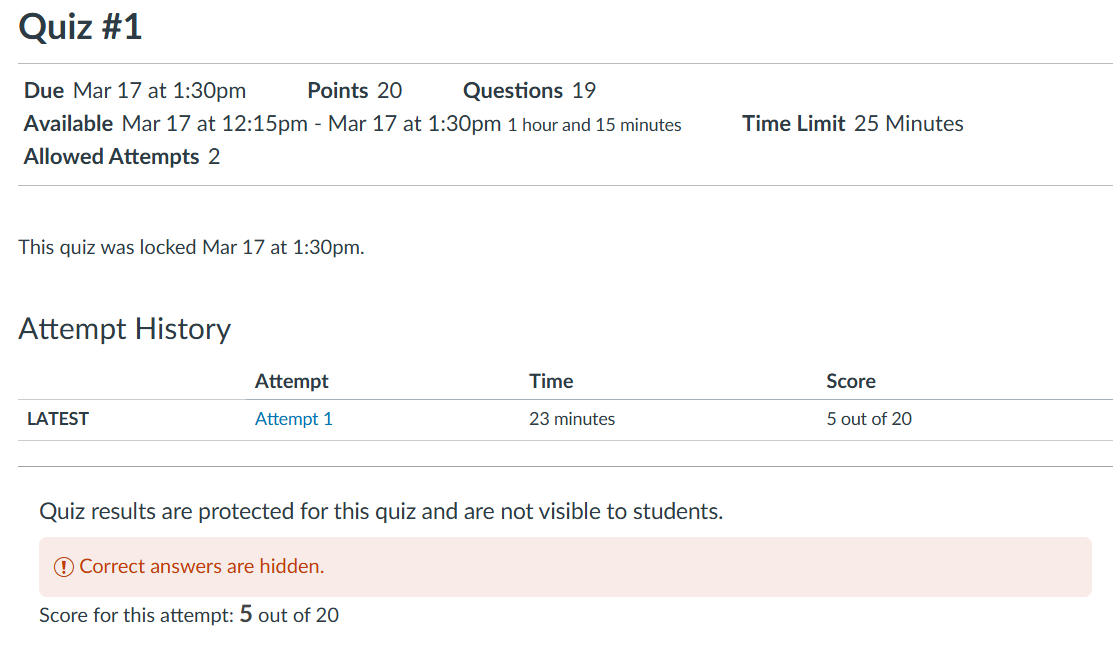 Quiz #1
Due Mar 17 at 1:30pm Points 20 Questions 19
Available Mar 17 at 12:15pm - Mar 17 at 1:30pm 1 hour and 15 minutes Time Limit 25 Minutes
Allowed Attempts 2
This quiz was locked Mar 17 at 1:30pm.
Attempt History
Attempt Time Score
LATEST Attempt 1 23 minutes 5 out of 20
Quiz results are protected for this quiz and are not visible to students.
Correct answers are hidden.
Score for this attempt: 5 out of 20